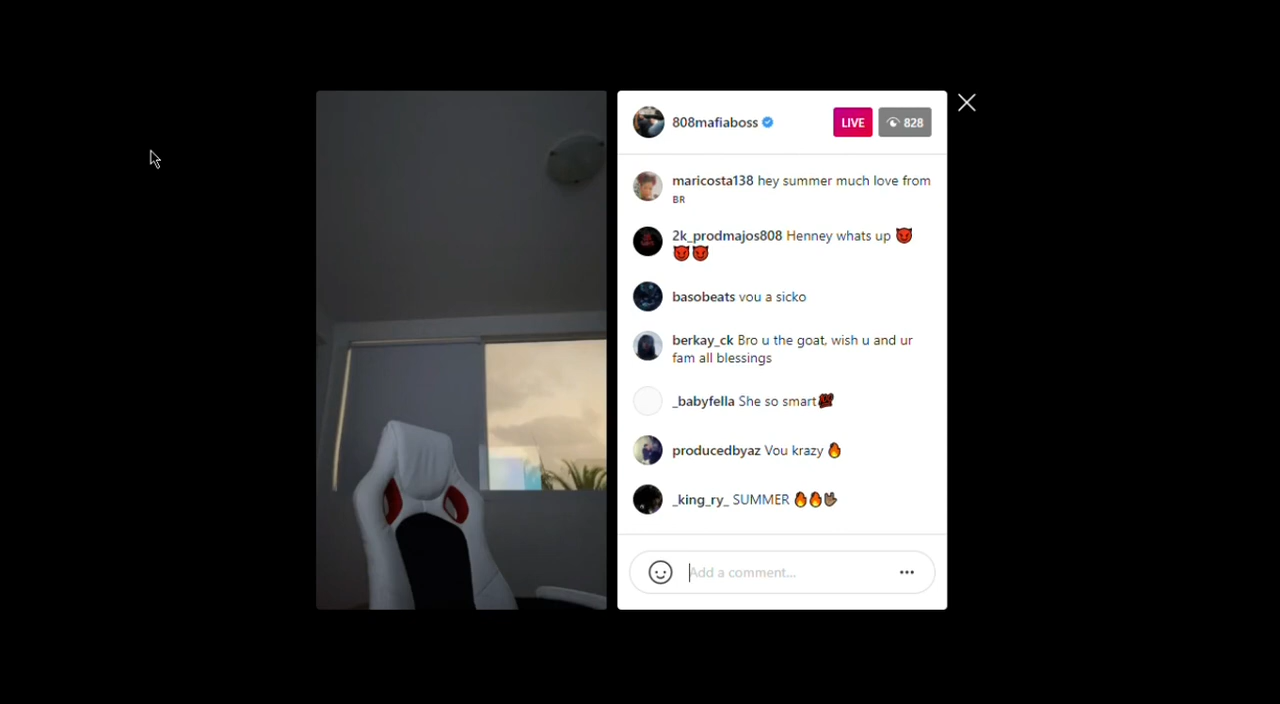 808mafiaboss
LIVE
828
maricosta138 hey summer much love from
BR
2k_prodmajos808 Henney whats up 😈
😈😈
basobeats vou a sicko
berkay_ck Bro u the goat, wish u and ur
fam all blessings
_babyfella She so smart💯
producedbyaz Vou krazy 🔥
_king_ry_ SUMMER 🔥🔥🤟🏾
Add a comment...